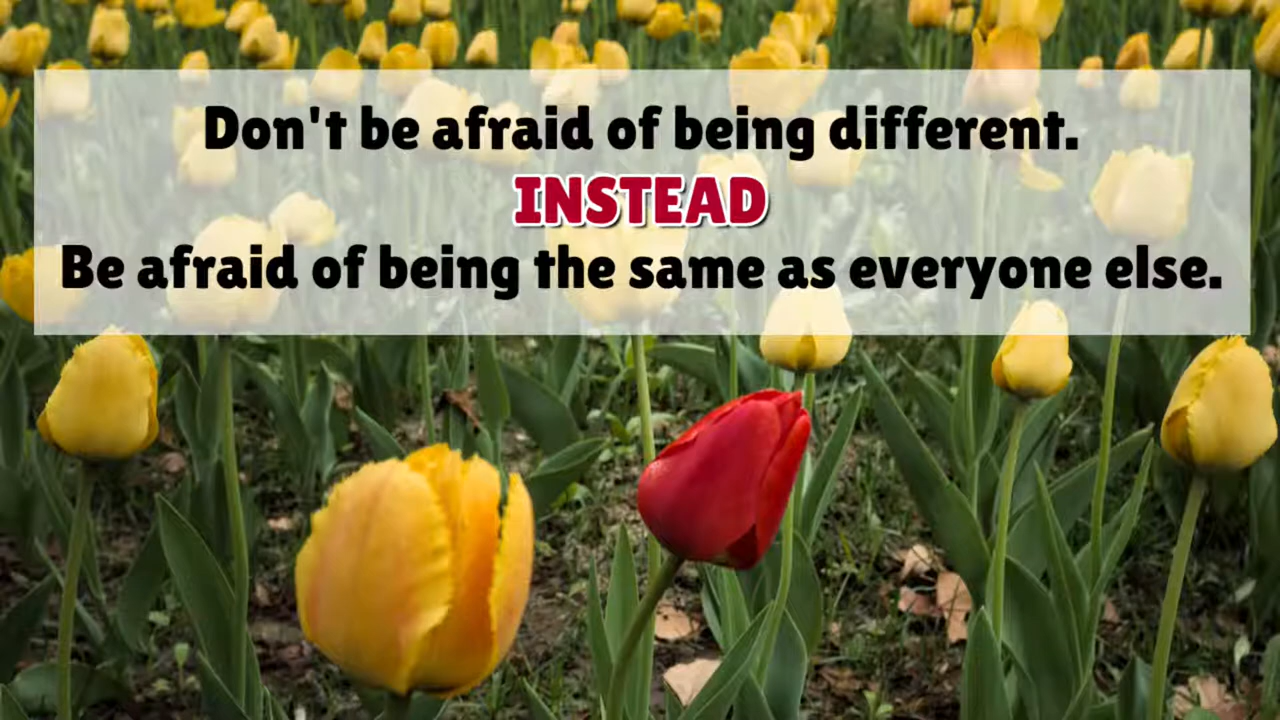 Don't be afraid of being different.
INSTEAD
Be afraid of being the same as everyone else.